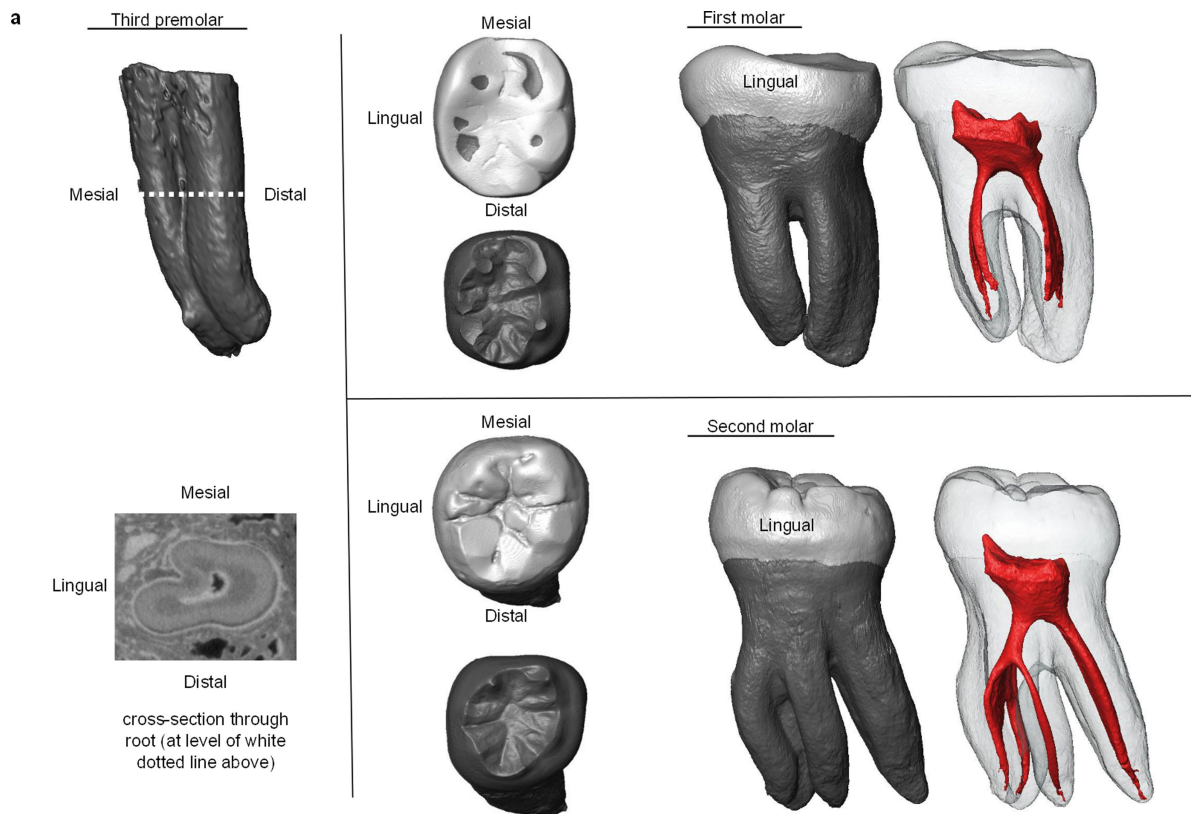 a
Third premolar
Mesial
Distal
Mesial
Lingual
Distal
cross-section through
root (at level of white
dotted line above)
Mesial
Lingual
Distal
First molar
Lingual
Mesial
Lingual
Distal
Second molar
Lingual